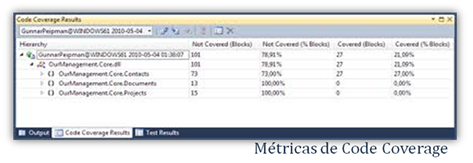 Code Coverage Results
GunnarPeipman@WINDOWS81 2010-05-04
Hierarchy Not Covered (Blocks) Not Covered (% Blocks) Covered (Blocks) Covered (% Blocks)
GunnarPeipman@WINDOWS81 2010-05-04 01:38:07 101 78,91% 27 21,09%
OurManagement.Core.dll 101 78,91% 27 21,09%
{} OurManagement.Core.Contacts 73 73,00% 27 27,00%
{} OurManagement.Core.Documents 13 100,00% 0 0,00%
{} OurManagement.Core.Projects 15 100,00% 0 0,00%
Output Code Coverage Results Test Results
Métricas de Code Coverage